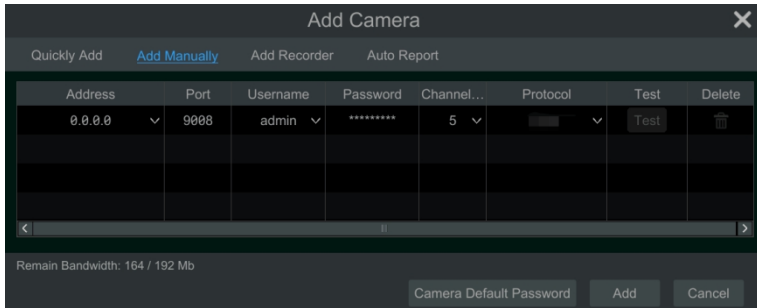 Add Camera
Quickly Add Add Manually Add Recorder Auto Report
Address Port Username Password Channel... Protocol Test Delete
0.0.0.0 9008 admin ********* 5 Test
Remain Bandwidth: 164 / 192 Mb
Camera Default Password Add Cancel